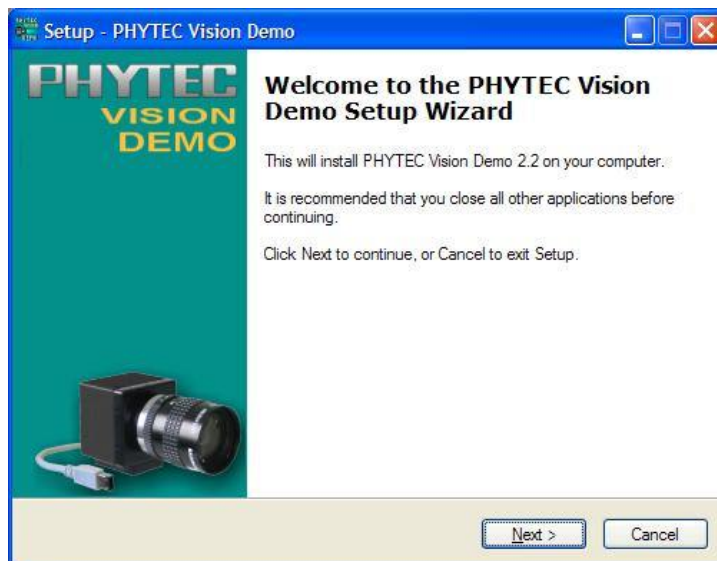 Setup - PHYTEC Vision Demo
PHYTEC
VISION
DEMO
Welcome to the PHYTEC Vision
Demo Setup Wizard
This will install PHYTEC Vision Demo 2.2 on your computer.
It is recommended that you close all other applications before
continuing.
Click Next to continue, or Cancel to exit Setup.
Next >
Cancel